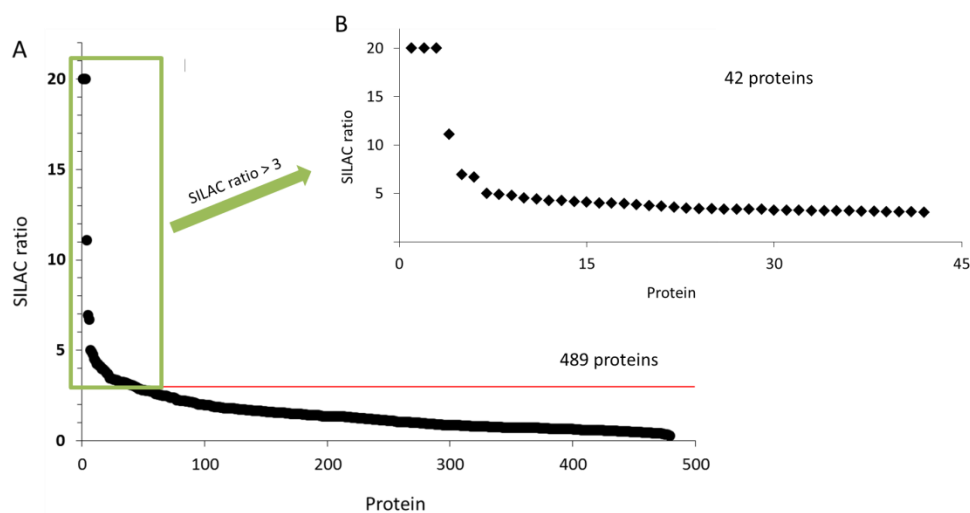 A
SILAC ratio
20
15
10
5
0
0
100
200
300
400
500
Protein
489 proteins
SILAC ratio > 3
B
SILAC ratio
20
15
10
5
0
15
30
45
Protein
42 proteins